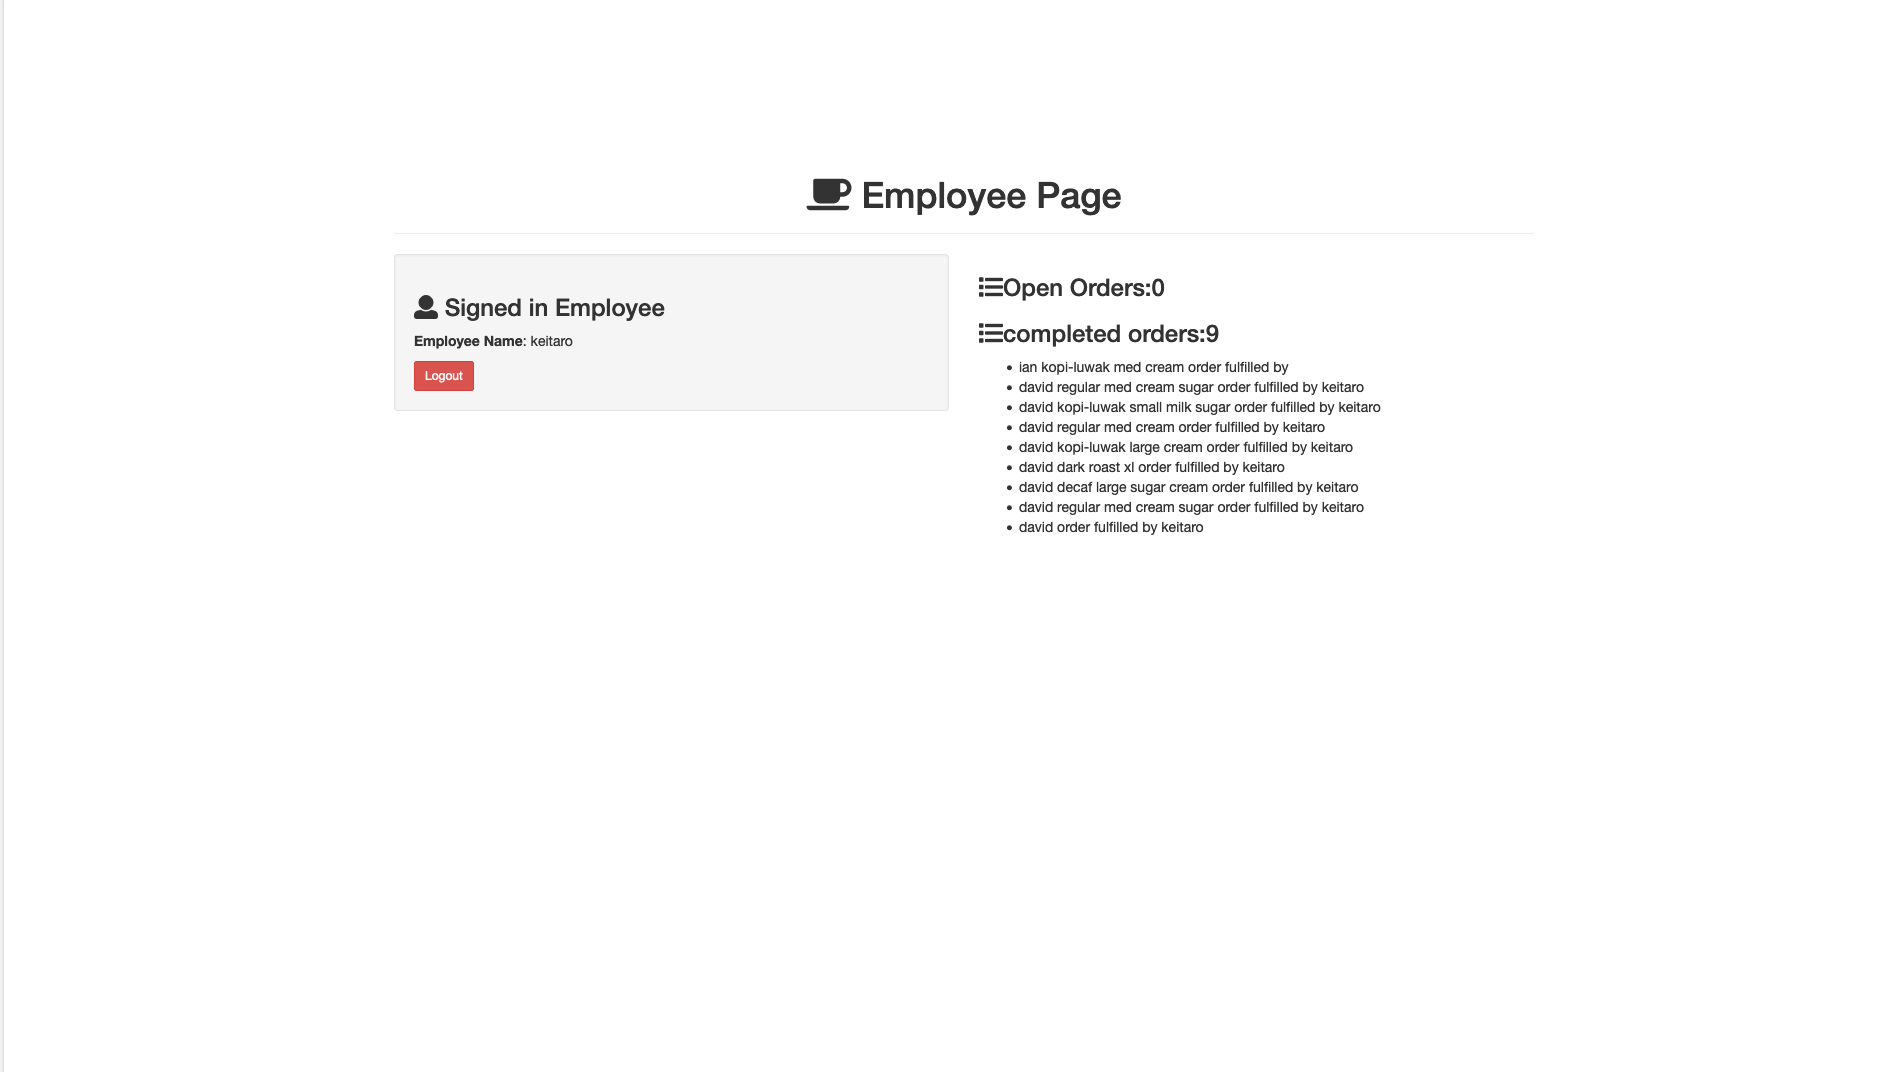 Employee Page
Signed in Employee
Employee Name: keitaro
Logout
Open Orders:0
completed orders:9
ian kopi-luwak med cream order fulfilled by
david regular med cream sugar order fulfilled by keitaro
david kopi-luwak small milk sugar order fulfilled by keitaro
david regular med cream order fulfilled by keitaro
david kopi-luwak large cream order fulfilled by keitaro
david dark roast xl order fulfilled by keitaro
david decaf large sugar cream order fulfilled by keitaro
david regular med cream sugar order fulfilled by keitaro
david order fulfilled by keitaro